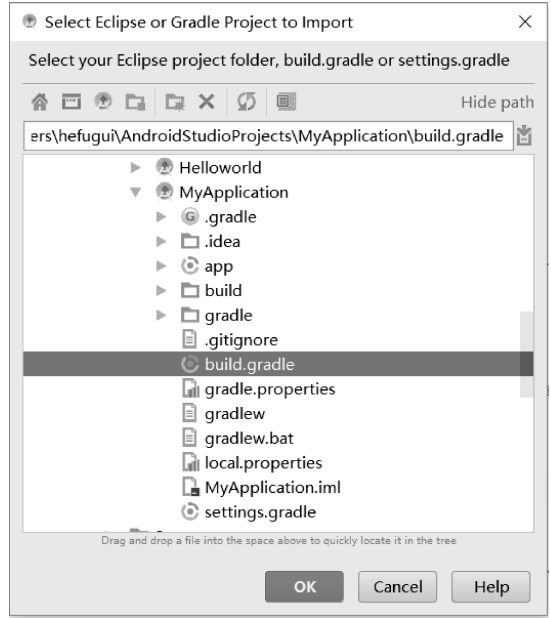 Select Eclipse or Gradle Project to Import
Select your Eclipse project folder, build.gradle or settings.gradle
Hide path
ers\hefugui\AndroidStudioProjects\MyApplication\build.gradle
Helloworld
MyApplication
G .gradle
.idea
app
build
gradle
.gitignore
build.gradle
gradle.properties
gradlew
gradlew.bat
local.properties
MyApplication.iml
settings.gradle
Drag and drop a file into the space above to quickly locate it in the tree
OK Cancel Help